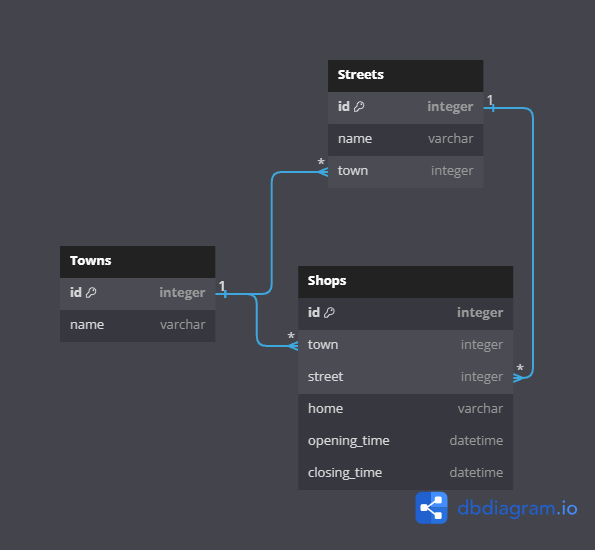 Streets
1
id integer
name varchar
* town integer
Towns
id integer 1
name varchar
Shops
id integer
* town integer
street integer *
home varchar
opening_time datetime
closing_time datetime
dbdiagram.io